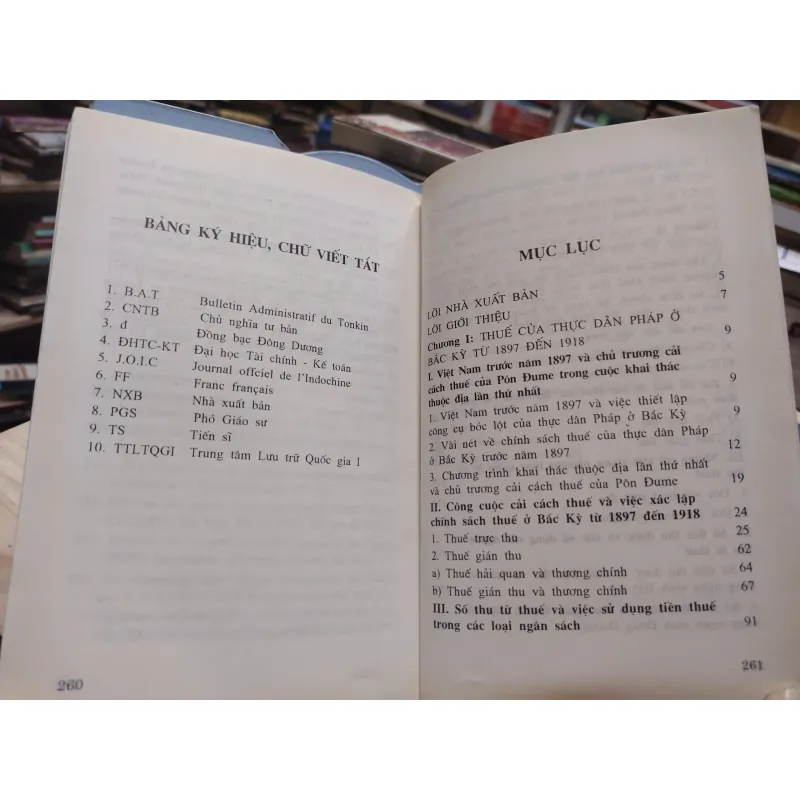 BẢNG KÝ HIỆU, CHỮ VIẾT TẮT
1. B.A.T Bulletin Administratif du Tonkin
2. CNTB Chủ nghĩa tư bản
3. đ Đồng bạc Đông Dương
4. ĐHTC-KT Đại học Tài chính - Kế toán
5. J.O.I.C Journal offciel de l'Indochine
6. FF Franc français
7. NXB Nhà xuất bản
8. PGS Phó Giáo sư
9. TS Tiến sĩ
10. TTLTQGI Trung tâm Lưu trữ Quốc gia I
260
MỤC LỤC
LỜI NHÀ XUẤT BẢN 5
LỜI GIỚI THIỆU 7
Chương I: THUẾ CỦA THỰC DÂN PHÁP Ở
BẮC KỲ TỪ 1897 ĐẾN 1918 9
I. Việt Nam trước năm 1897 và chủ trương cải
cách thuế của Pôn Đume trong cuộc khai thác
thuộc địa lần thứ nhất 9
1. Việt Nam trước năm 1897 và việc thiết lập
công cụ bóc lột của thực dân Pháp ở Bắc Kỳ 9
2. Vài nét về chính sách thuế của thực dân Pháp
ở Bắc Kỳ trước năm 1897 12
3. Chương trình khai thác thuộc địa lần thứ nhất
và chủ trương cải cách thuế của Pôn Đume 19
II. Công cuộc cải cách thuế và việc xác lập
chính sách thuế ở Bắc Kỳ từ 1897 đến 1918 24
1. Thuế trực thu 25
2. Thuế gián thu 62
a) Thuế hải quan và thương chính 64
b) Thuế gián thu và thương chính 67
III. Số thu từ thuế và việc sử dụng tiền thuế
trong các loại ngân sách 91
261